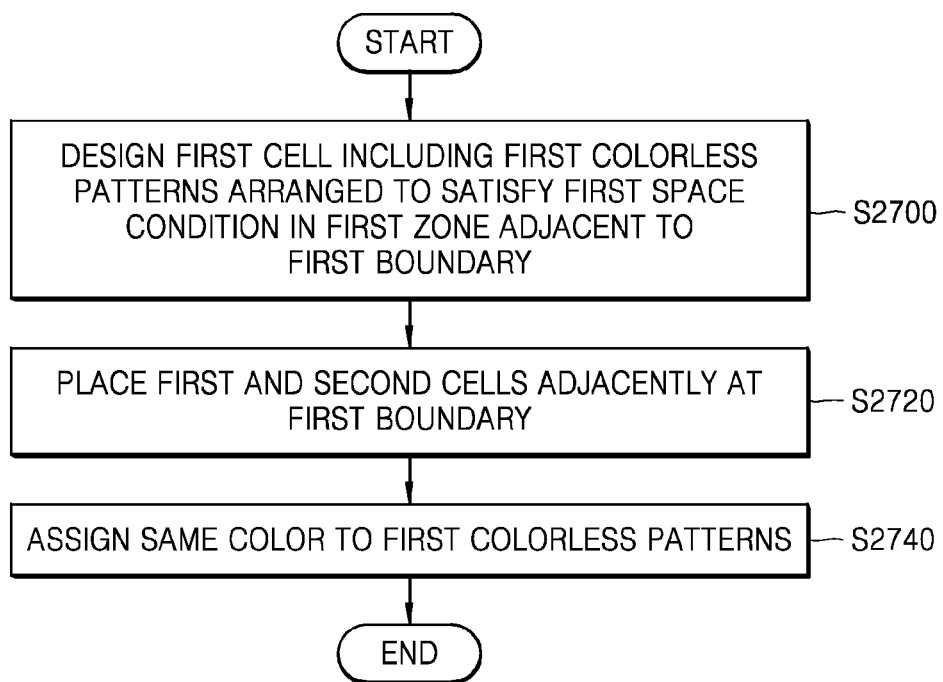 START
DESIGN FIRST CELL INCLUDING FIRST COLORLESS
PATTERNS ARRANGED TO SATISFY FIRST SPACE
CONDITION IN FIRST ZONE ADJACENT TO
FIRST BOUNDARY
S2700
PLACE FIRST AND SECOND CELLS ADJACENTLY AT
FIRST BOUNDARY
S2720
ASSIGN SAME COLOR TO FIRST COLORLESS PATTERNS
S2740
END